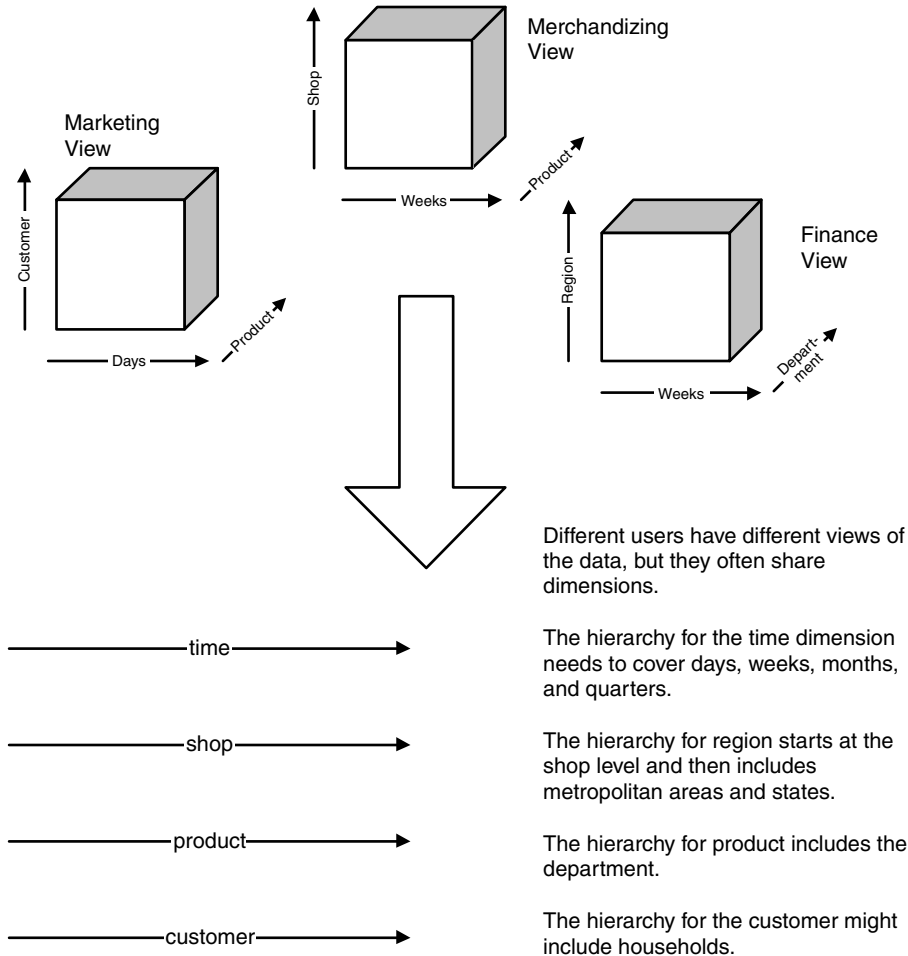 Merchandizing
View
Shop
Weeks
Product
Marketing
View
Customer
Days
Product
Finance
View
Region
Weeks
Depart-
ment
Different users have different views of
the data, but they often share
dimensions.
time
The hierarchy for the time dimension
needs to cover days, weeks, months,
and quarters.
shop
The hierarchy for region starts at the
shop level and then includes
metropolitan areas and states.
product
The hierarchy for product includes the
department.
customer
The hierarchy for the customer might
include households.